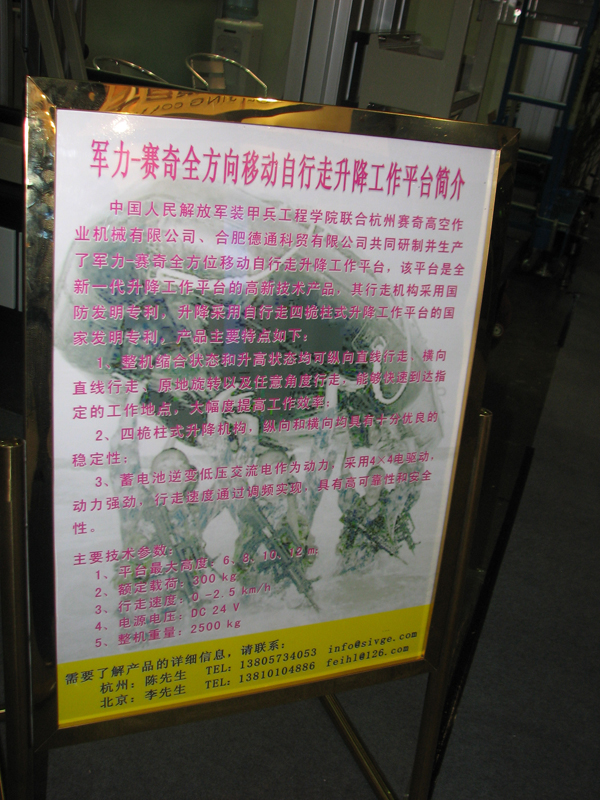 军力-赛奇全方向移动自行走升降工作平台简介
中国人民解放军装甲兵工程学院联合杭州赛奇高空作
业机械有限公司、合肥德通科贸有限公司共同研制并生产
了军力-赛奇全方位移动自行走升降工作平台，该平台是全
新一代升降工作平台的高新技术产品，其行走机构采用国
防发明专利，升降采用自行走四桅柱式升降工作平台的国
家发明专利，产品主要特点如下：
1、整机缩合状态和升高状态均可纵向直线行走、横向
直线行走、原地旋转以及任意角度行走，能够快速到达指
定的工作地点，大幅度提高工作效率；
2、四桅柱式升降机构，纵向和横向均具有十分优良的
稳定性；
3、蓄电池逆变低压交流电作为动力，采用4×4电驱动，
动力强劲，行走速度通过调频实现，具有高可靠性和安全
性。
主要技术参数：
1、平台最大高度：6、8、10、12 m；
2、额定载荷：300 kg
3、行走速度：0 -2.5 km/h
4、电源电压：DC 24 V
5、整机重量：2500 kg
需要了解产品的详细信息，请联系：
杭州：陈先生 TEL：13805734053 info@sivge.com
北京：李先生 TEL：13810104886 feihl@126.com